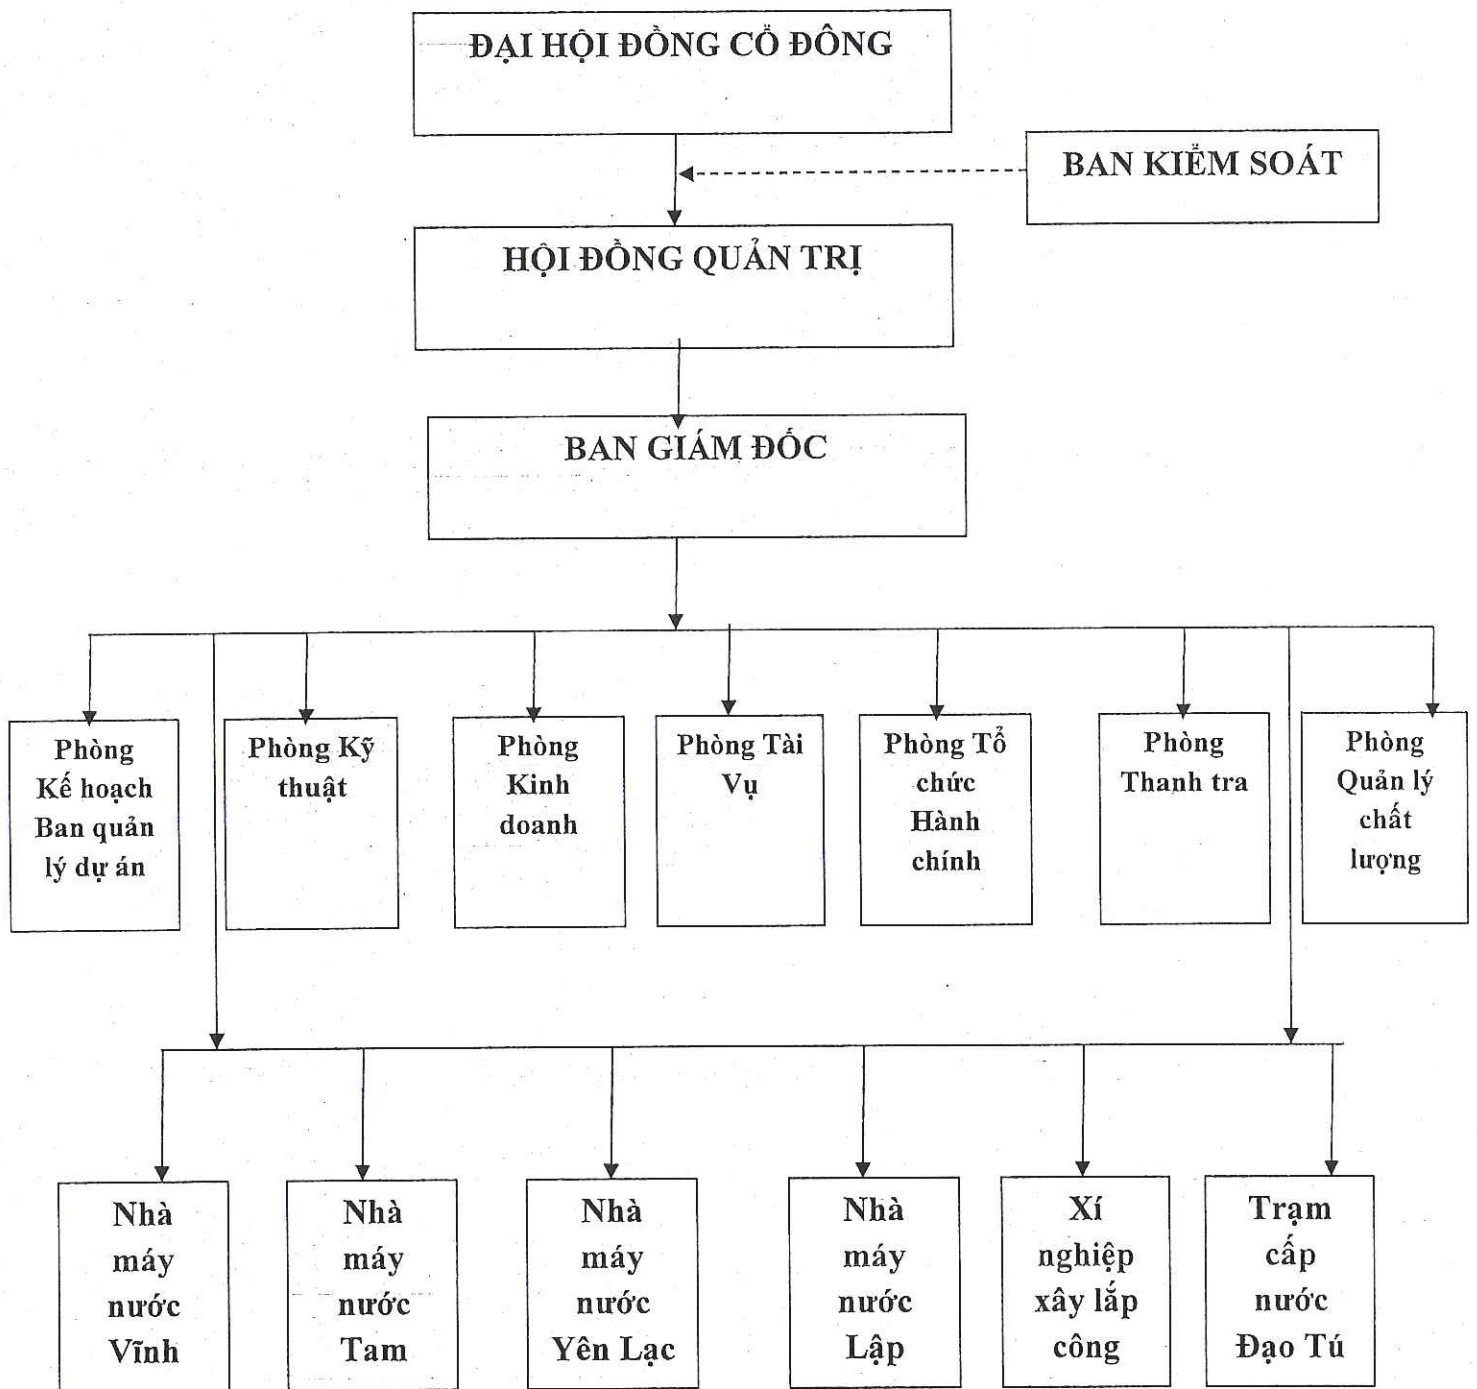 ĐẠI HỘI ĐỒNG CỔ ĐÔNG
BAN KIỂM SOÁT
HỘI ĐỒNG QUẢN TRỊ
BAN GIÁM ĐỐC
Phòng
Kế hoạch
Ban quản
lý dự án
Phòng Kỹ
thuật
Phòng
Kinh
doanh
Phòng Tài
Vụ
Phòng Tổ
chức
Hành
chính
Phòng
Thanh tra
Phòng
Quản lý
chất
lượng
Nhà
máy
nước
Vĩnh
Nhà
máy
nước
Tam
Nhà
máy
nước
Yên Lạc
Nhà
máy
nước
Lập
Xí
nghiệp
xây lắp
công
Trạm
cấp
nước
Đạo Tú